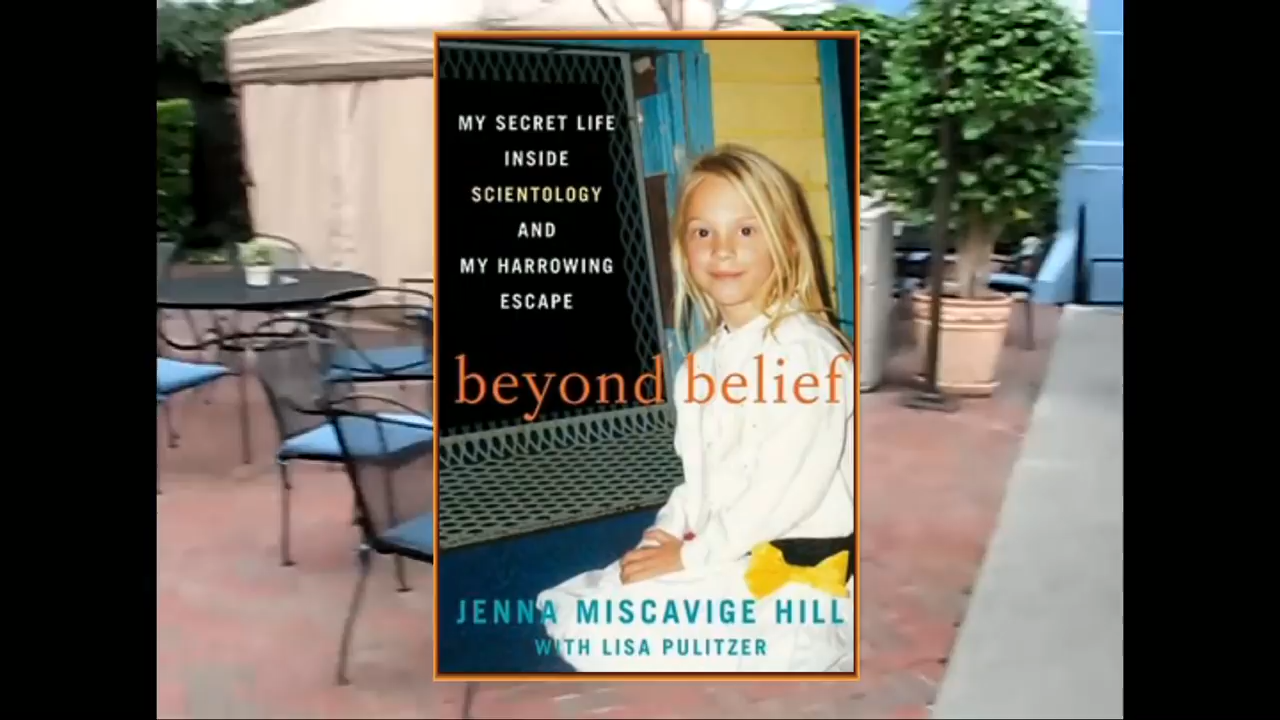 MY SECRET LIFE
INSIDE
SCIENTOLOGY
AND
MY HARROWING
ESCAPE
beyond belief
JENNA MISCAVIGE HILL
WITH LISA PULITZER